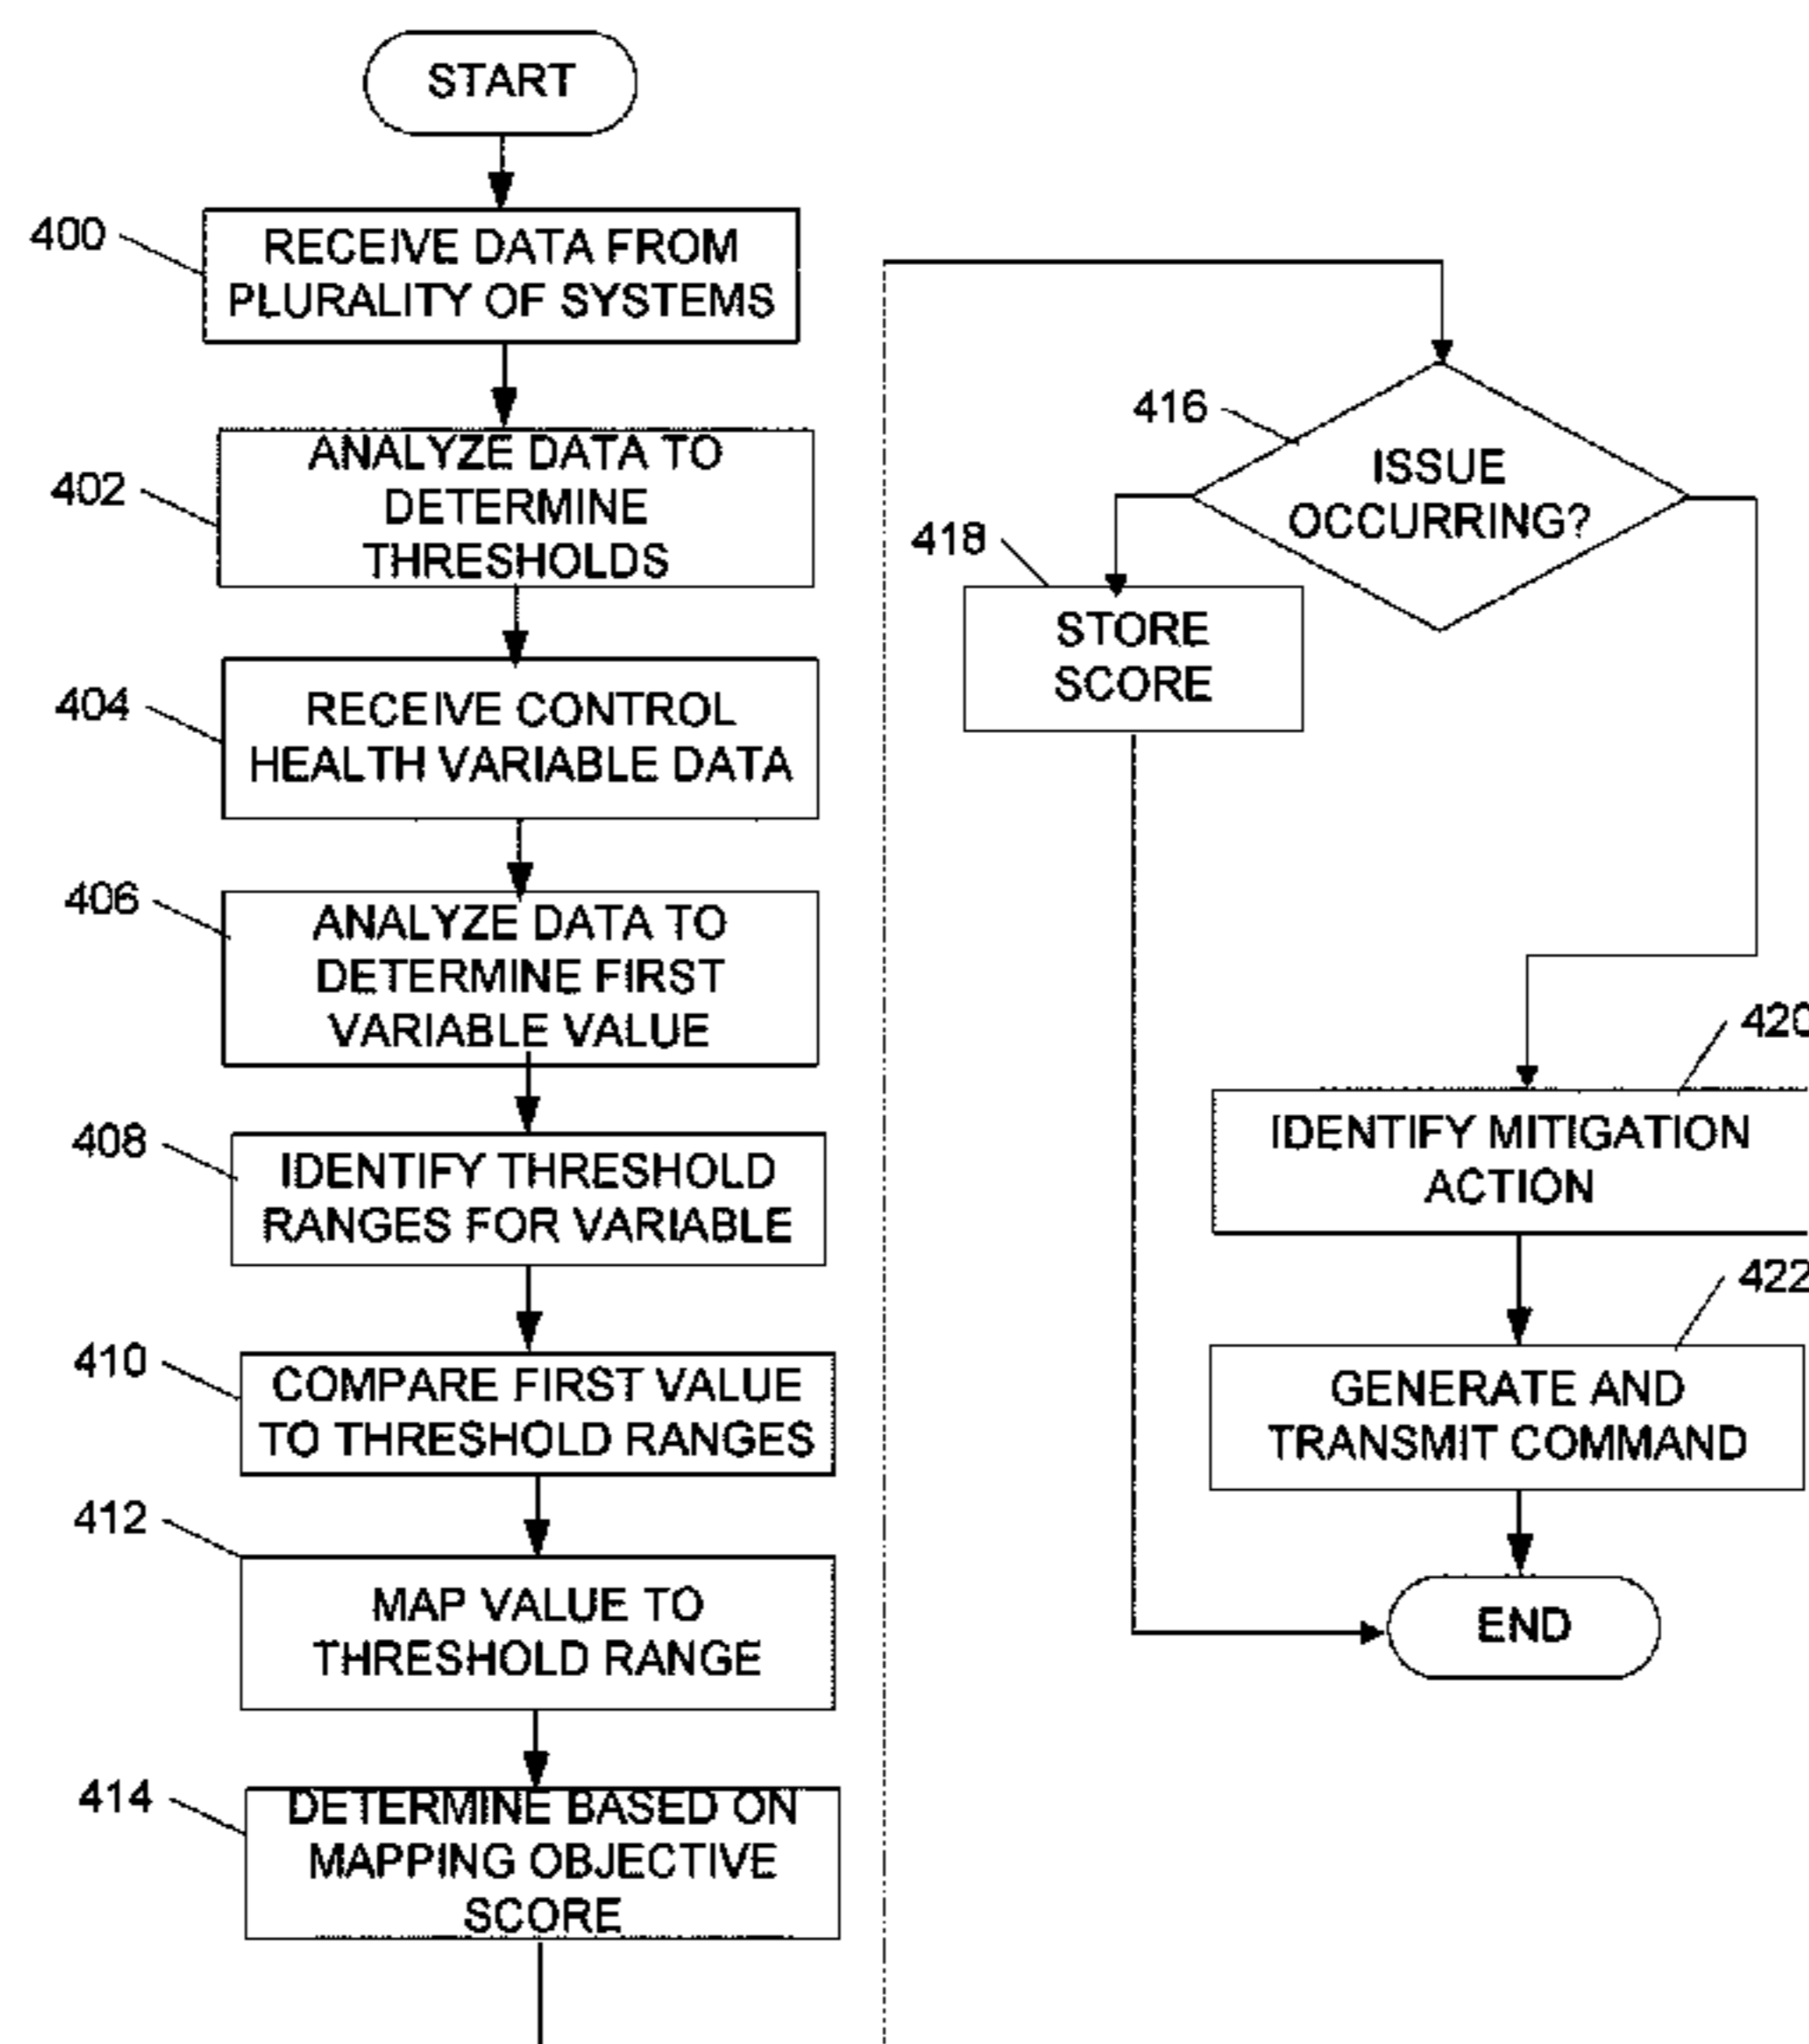 START
400
RECEIVE DATA FROM
PLURALITY OF SYSTEMS
402
ANALYZE DATA TO
DETERMINE
THRESHOLDS
404
RECEIVE CONTROL
HEALTH VARIABLE DATA
406
ANALYZE DATA TO
DETERMINE FIRST
VARIABLE VALUE
408
IDENTIFY THRESHOLD
RANGES FOR VARIABLE
410
COMPARE FIRST VALUE
TO THRESHOLD RANGES
412
MAP VALUE TO
THRESHOLD RANGE
414
DETERMINE BASED ON
MAPPING OBJECTIVE
SCORE
416
ISSUE
OCCURRING?
418
STORE
SCORE
420
IDENTIFY MITIGATION
ACTION
422
GENERATE AND
TRANSMIT COMMAND
END